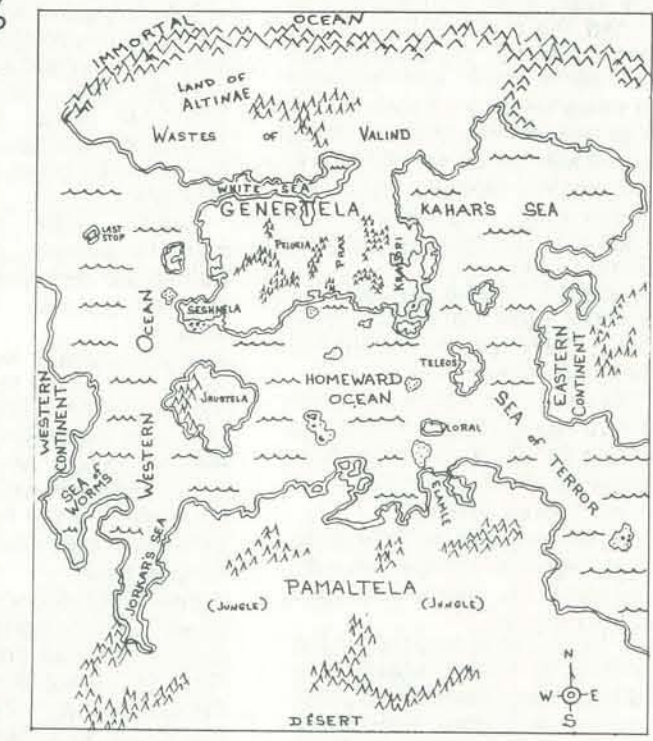 IMMORTAL OCEAN
LAND OF
ALTINAE
WASTES OF VALIND
WHITE SEA
GENERTELA
KAHAR'S SEA
LAST
STOP
PELORIA
PRAX
SESHNELA
WESTERN OCEAN
WESTERN
CONTINENT
EASTERN
CONTINENT
TELEOS
JRUSTELA
HOMEWARD
OCEAN
LORAL
SEA OF TERROR
SEA OF
WORMS
JORKAR'S SEA
ELAMLE
PAMALTELA
(JUNGLE) (JUNGLE)
DESERT
N
W E
S